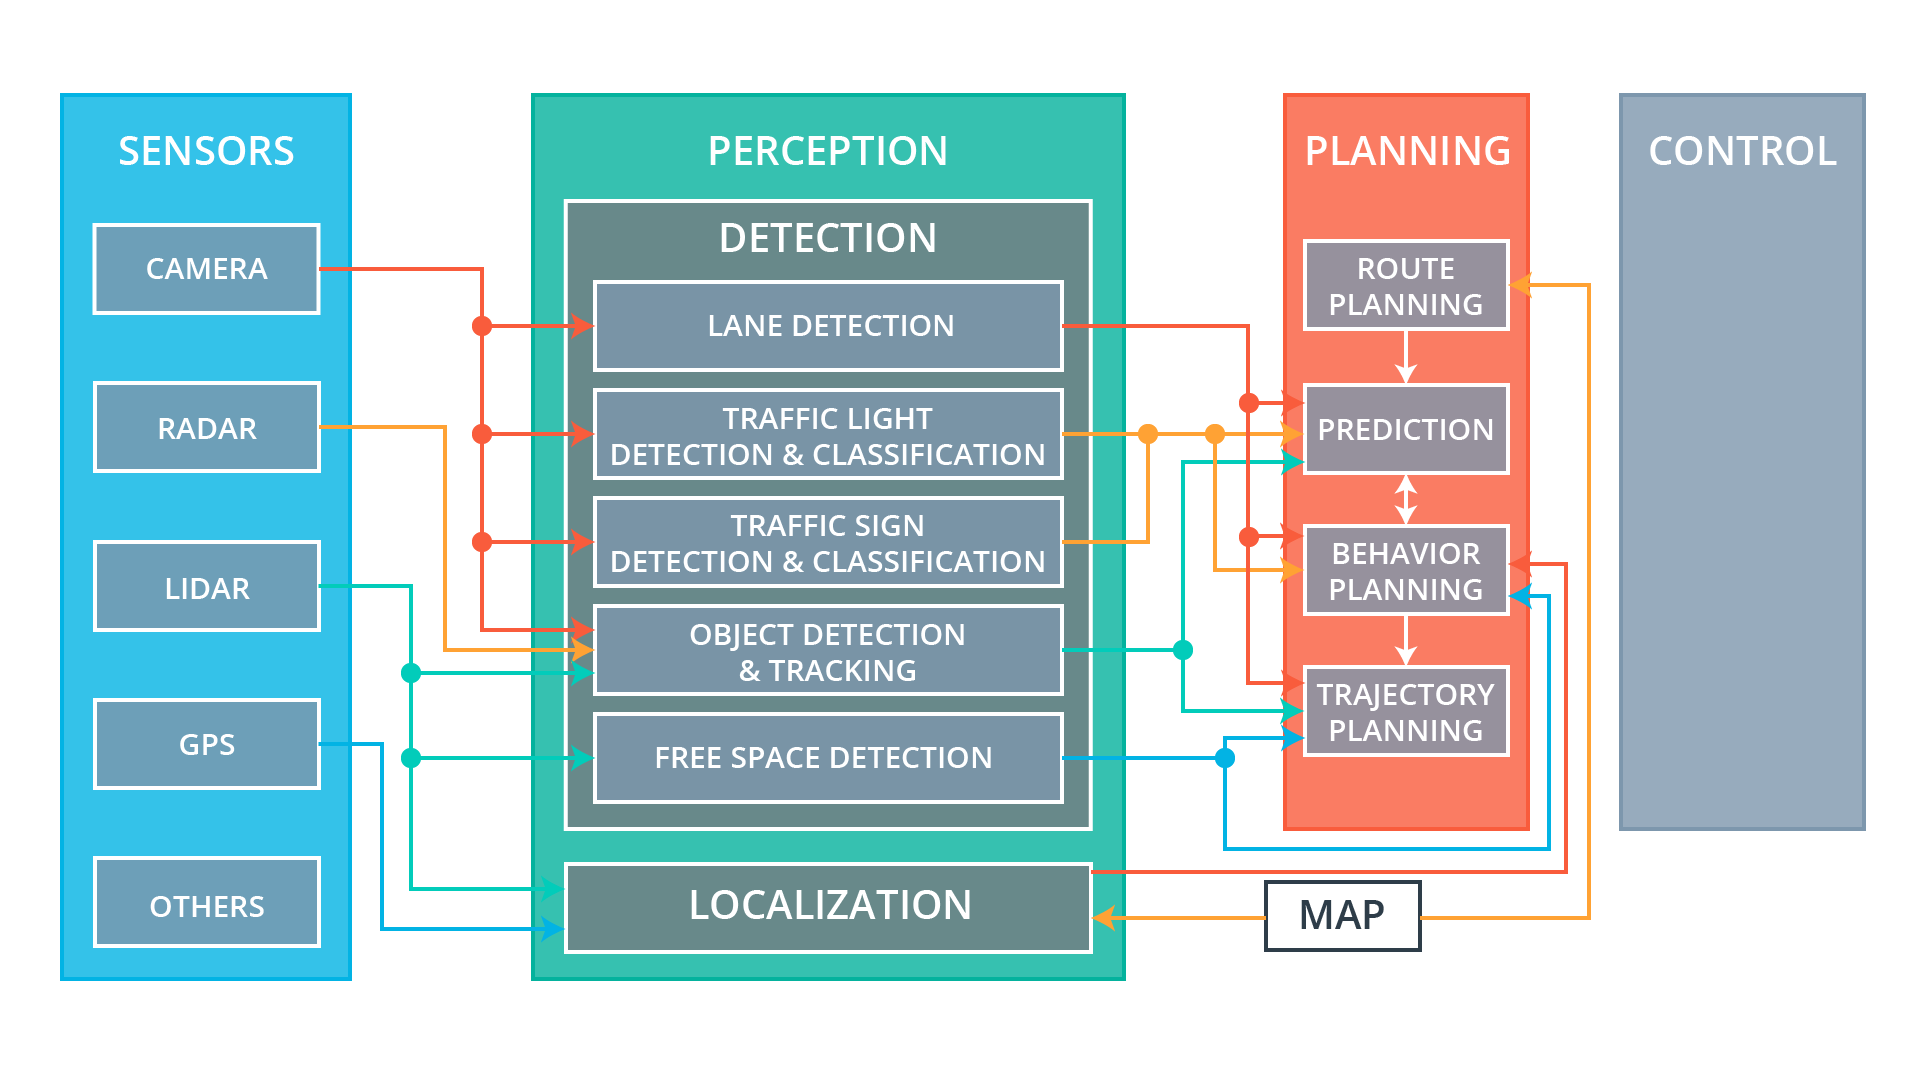 SENSORS
CAMERA
RADAR
LIDAR
GPS
OTHERS
PERCEPTION
DETECTION
LANE DETECTION
TRAFFIC LIGHT
DETECTION & CLASSIFICATION
TRAFFIC SIGN
DETECTION & CLASSIFICATION
OBJECT DETECTION
& TRACKING
FREE SPACE DETECTION
LOCALIZATION
PLANNING
ROUTE
PLANNING
PREDICTION
BEHAVIOR
PLANNING
TRAJECTORY
PLANNING
MAP
CONTROL